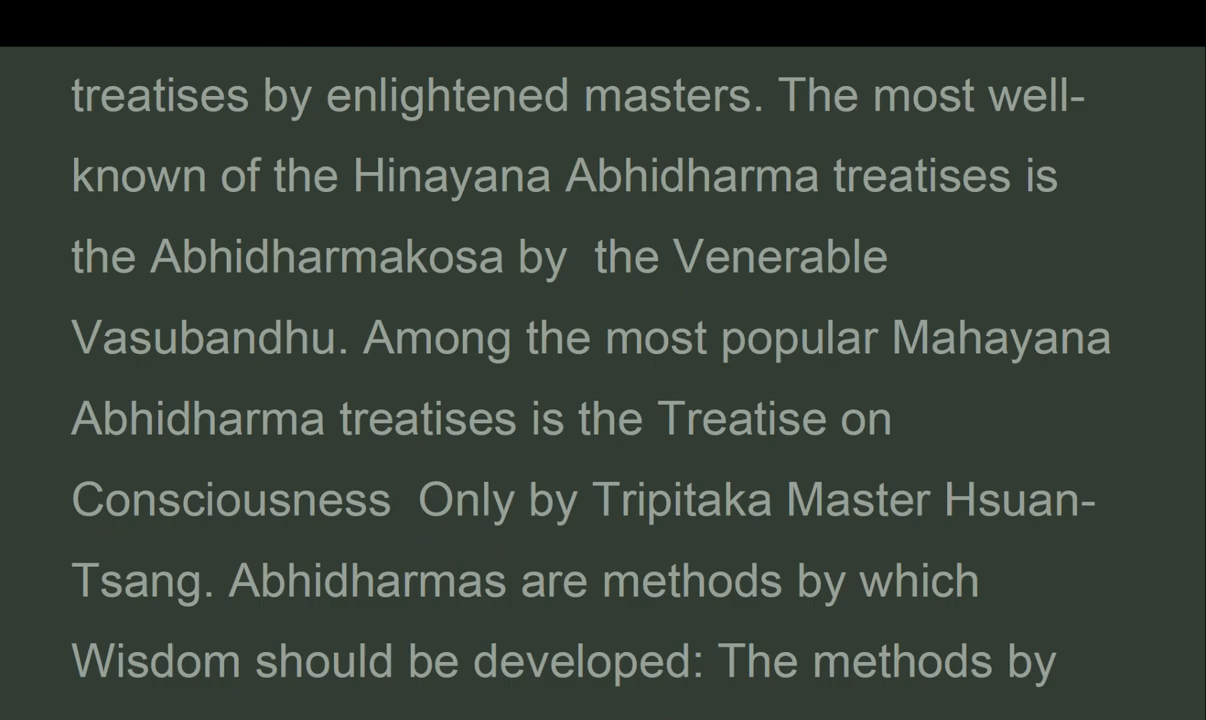 treatises by enlightened masters. The most well-
known of the Hinayana Abhidharma treatises is
the Abhidharmakosa by  the Venerable
Vasubandhu. Among the most popular Mahayana
Abhidharma treatises is the Treatise on
Consciousness  Only by Tripitaka Master Hsuan-
Tsang. Abhidharmas are methods by which
Wisdom should be developed: The methods by